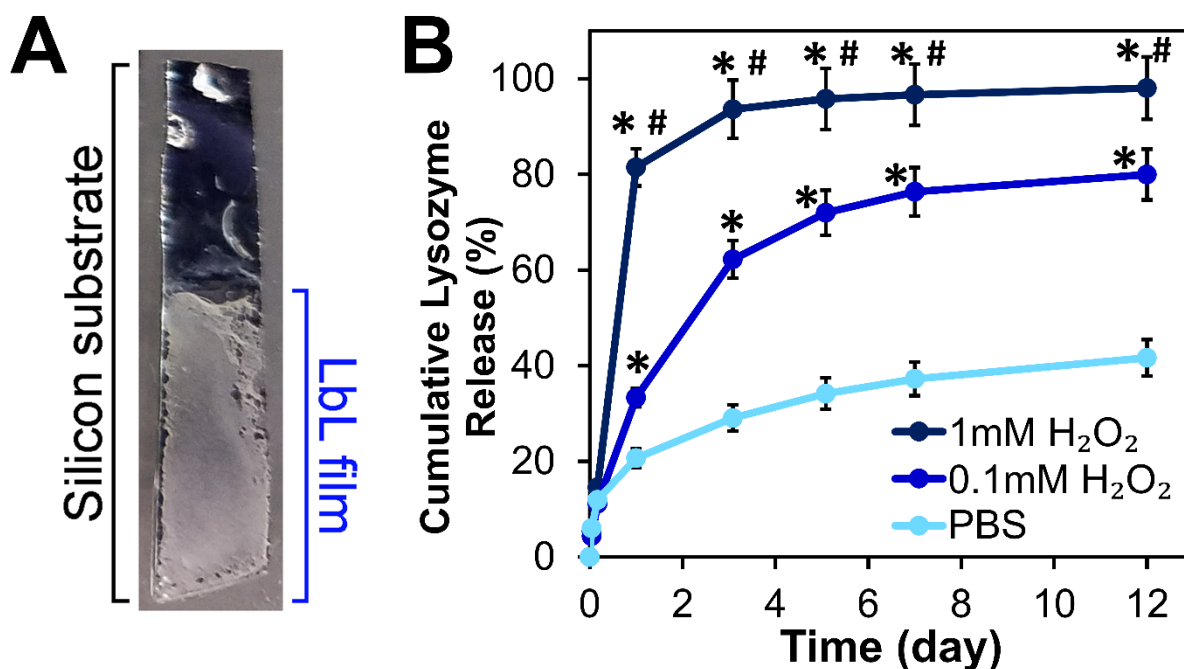 A
Silicon substrate
LbL film
B
Cumulative Lysozyme
Release (%)
100
80
60
40
20
0
* #
* #
* #
* #
* #
*
*
*
*
*
1mM H₂O₂
0.1mM H₂O₂
PBS
0 2 4 6 8 10 12
Time (day)